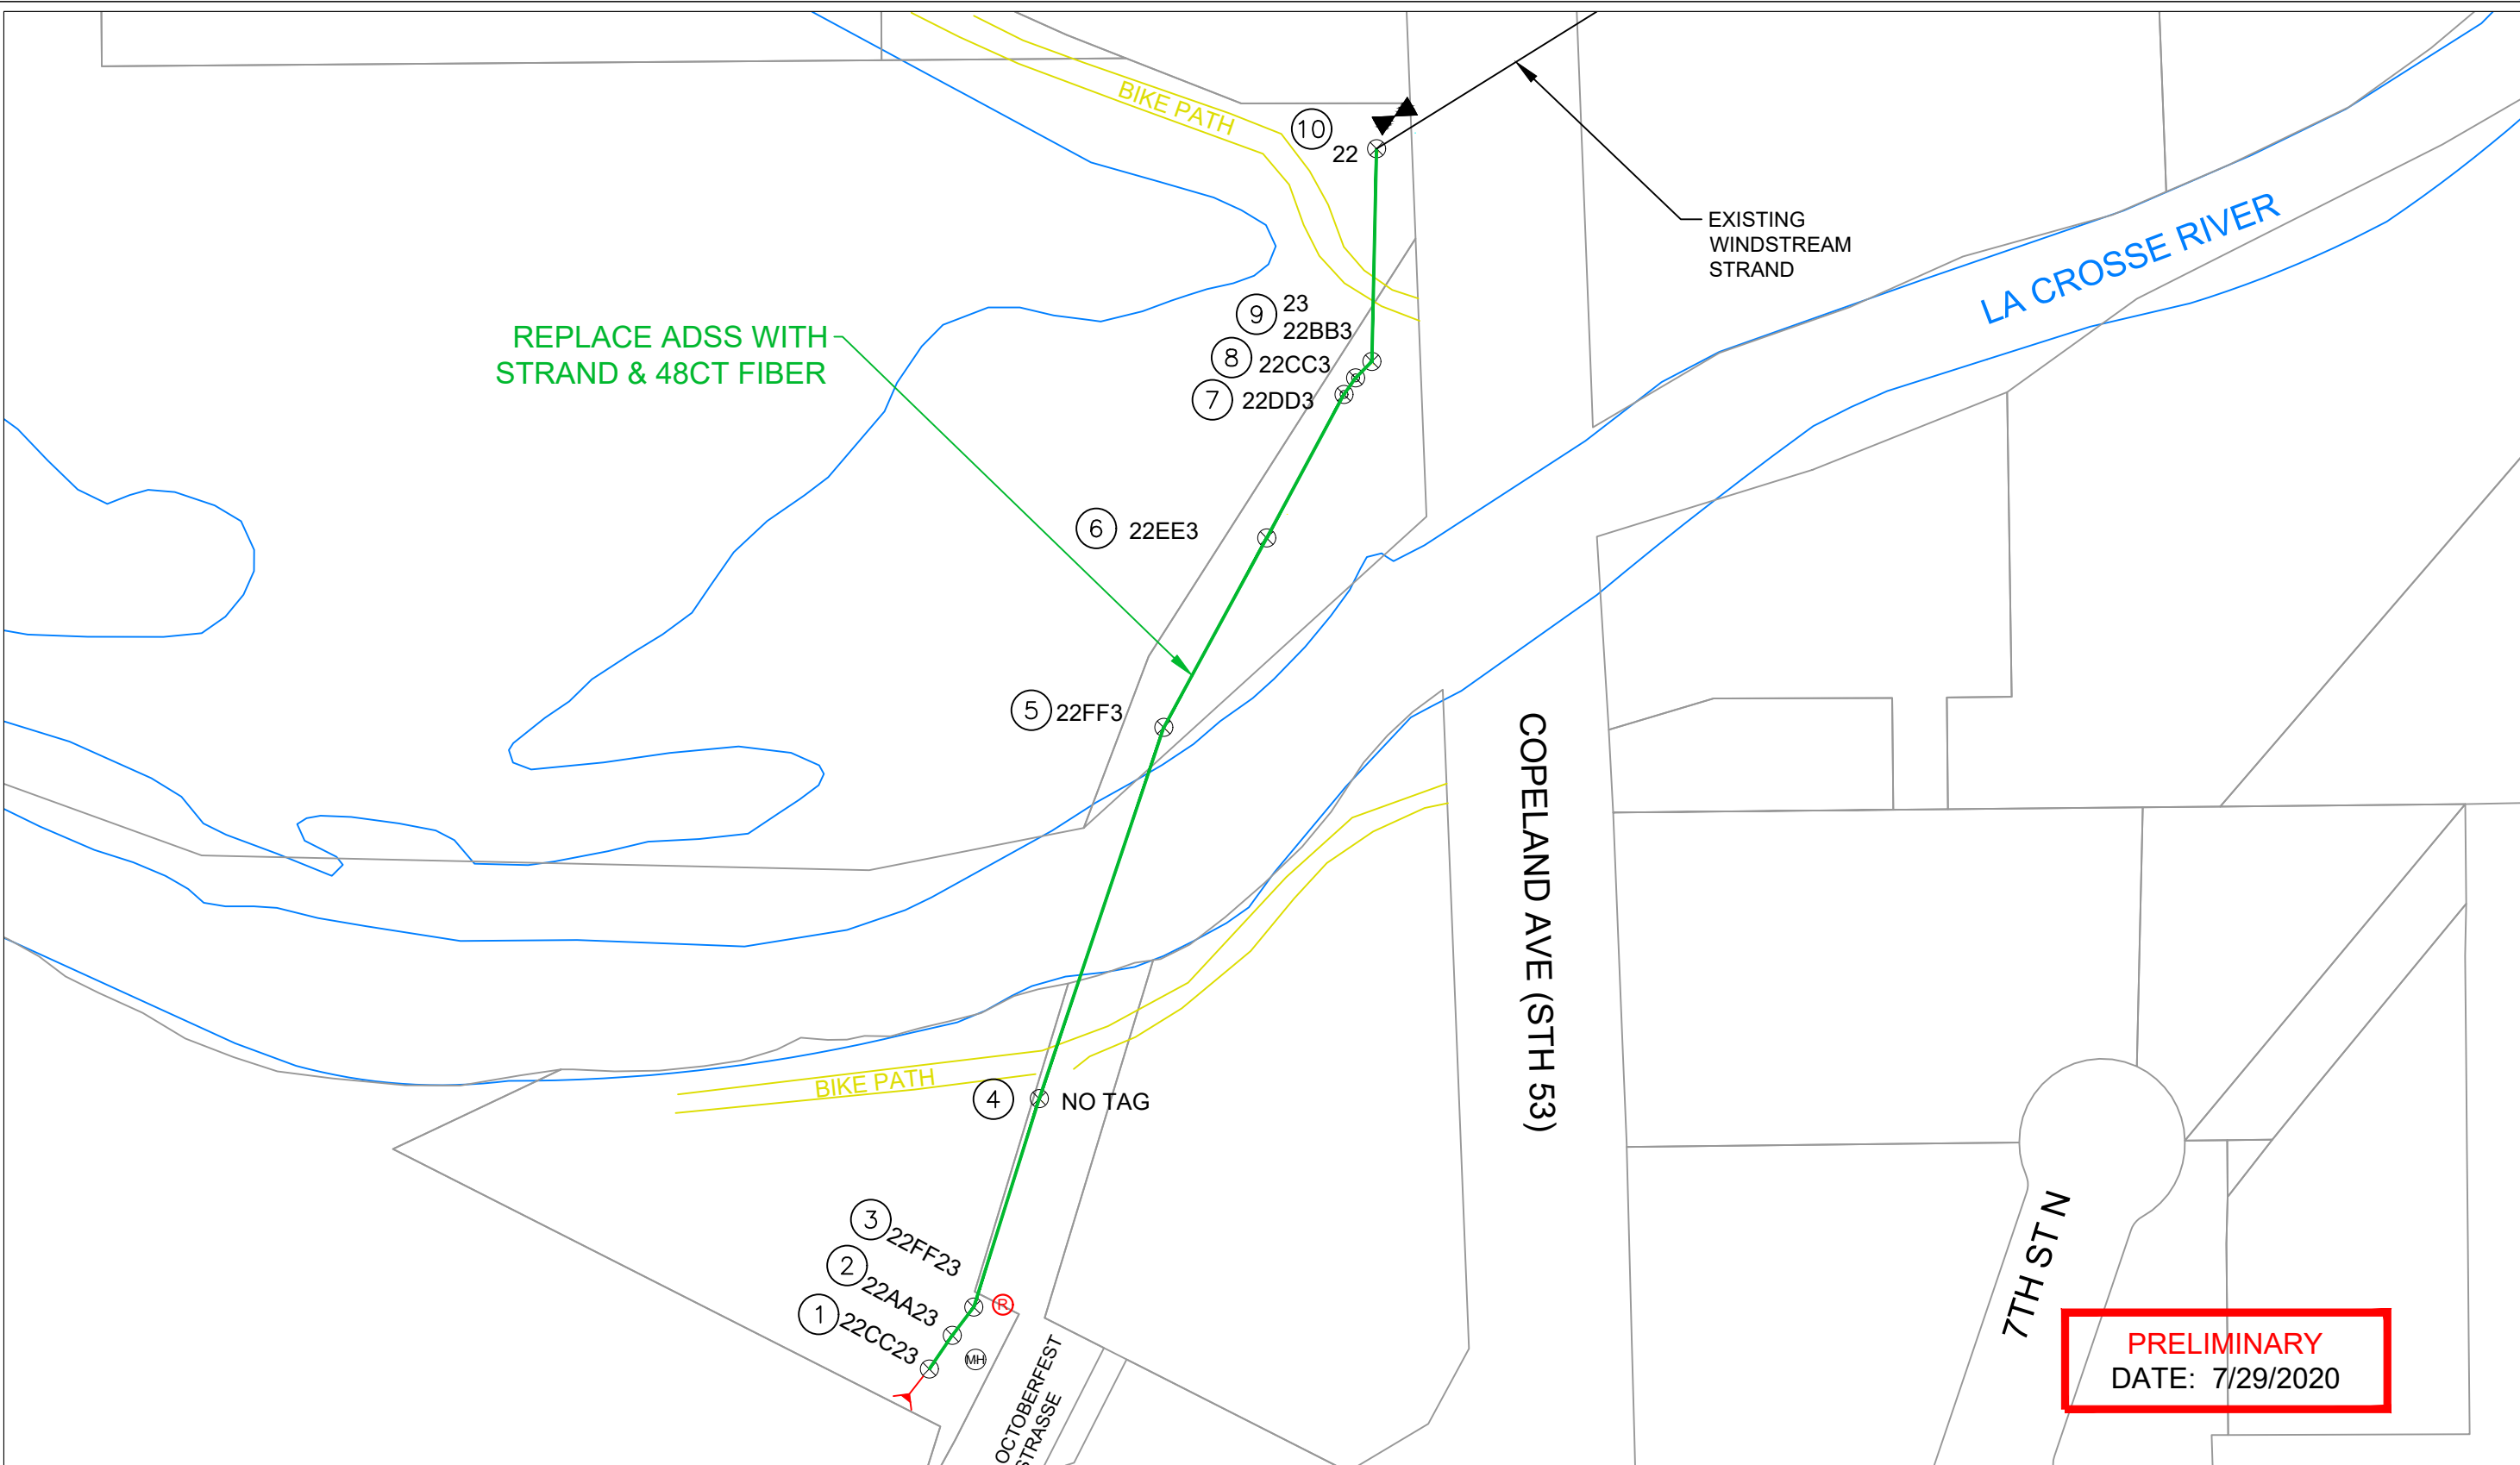 BIKE PATH
10
22
EXISTING
WINDSTREAM
STRAND
LA CROSSE RIVER
9
23
22BB3
REPLACE ADSS WITH
STRAND & 48CT FIBER
8 22CC3
7 22DD3
6 22EE3
5 22FF3
COPELAND AVE (STH 53)
BIKE PATH
4 NO TAG
3 22FF23
2 22AA23
1 22CC23
R
MH
OCTOBERFEST
STRASSE
7TH ST N
PRELIMINARY
DATE: 7/29/2020